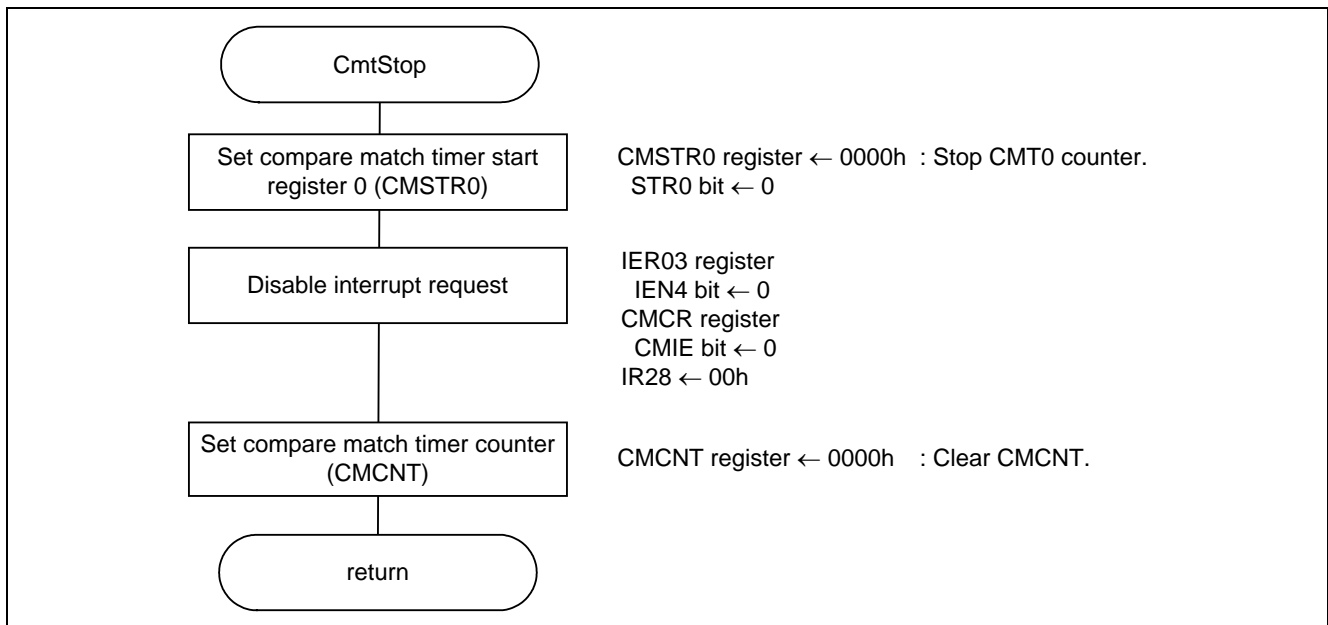 CmtStop
Set compare match timer start
register 0 (CMSTR0)
CMSTR0 register ← 0000h : Stop CMT0 counter.
STR0 bit ← 0
Disable interrupt request
IER03 register
IEN4 bit ← 0
CMCR register
CMIE bit ← 0
IR28 ← 00h
Set compare match timer counter
(CMCNT)
CMCNT register ← 0000h : Clear CMCNT.
return